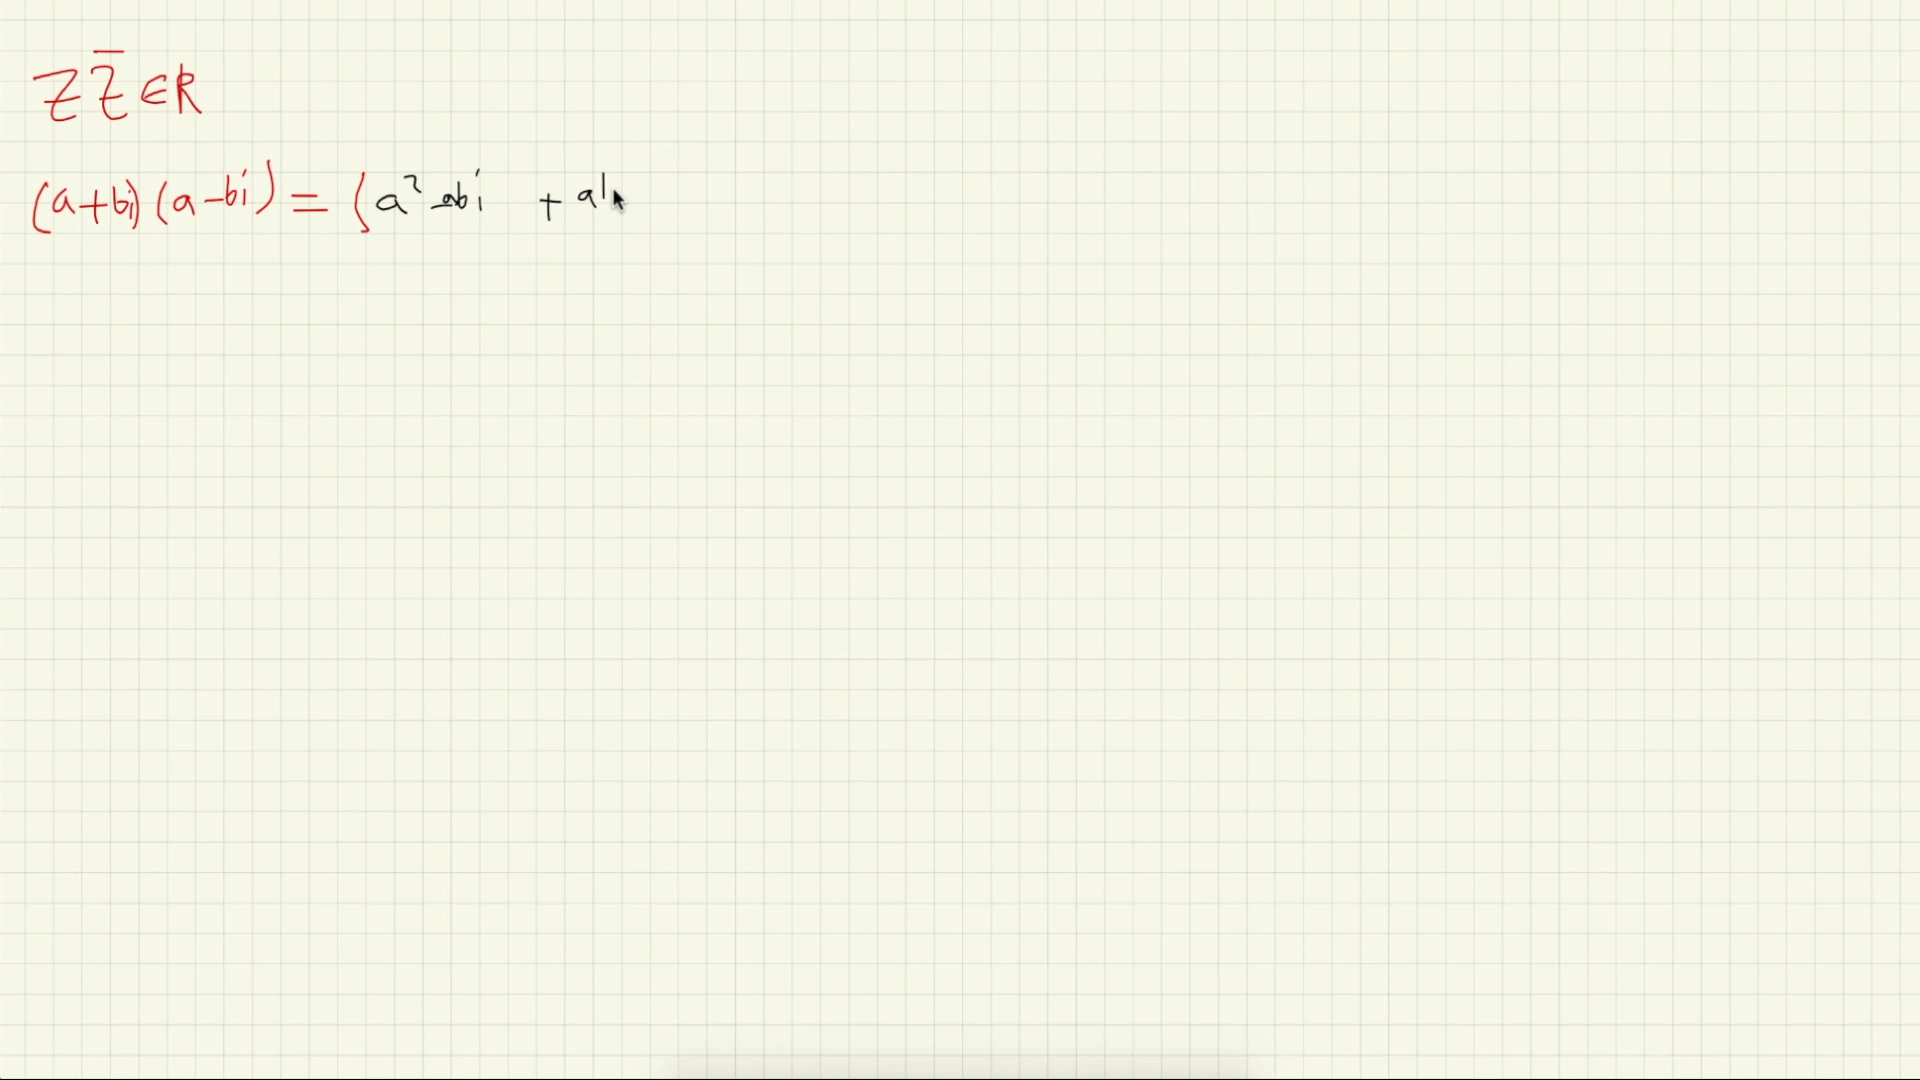 Z Z̅ ∈ R
(a+bi)(a-bi) = (a² -abi + a